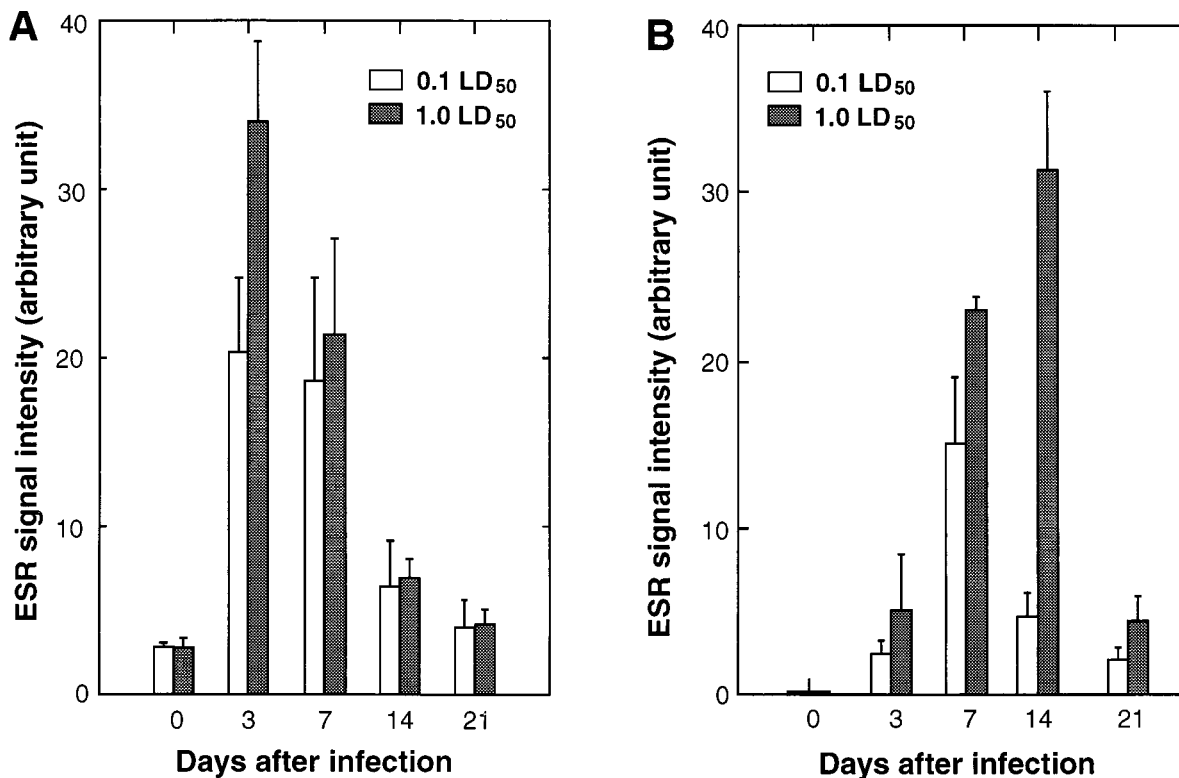 A
ESR signal intensity (arbitrary unit)
40
30
20
10
0
0.1 LD50
1.0 LD50
0 3 7 14 21
Days after infection
B
ESR signal intensity (arbitrary unit)
40
30
20
10
0
0.1 LD50
1.0 LD50
0 3 7 14 21
Days after infection